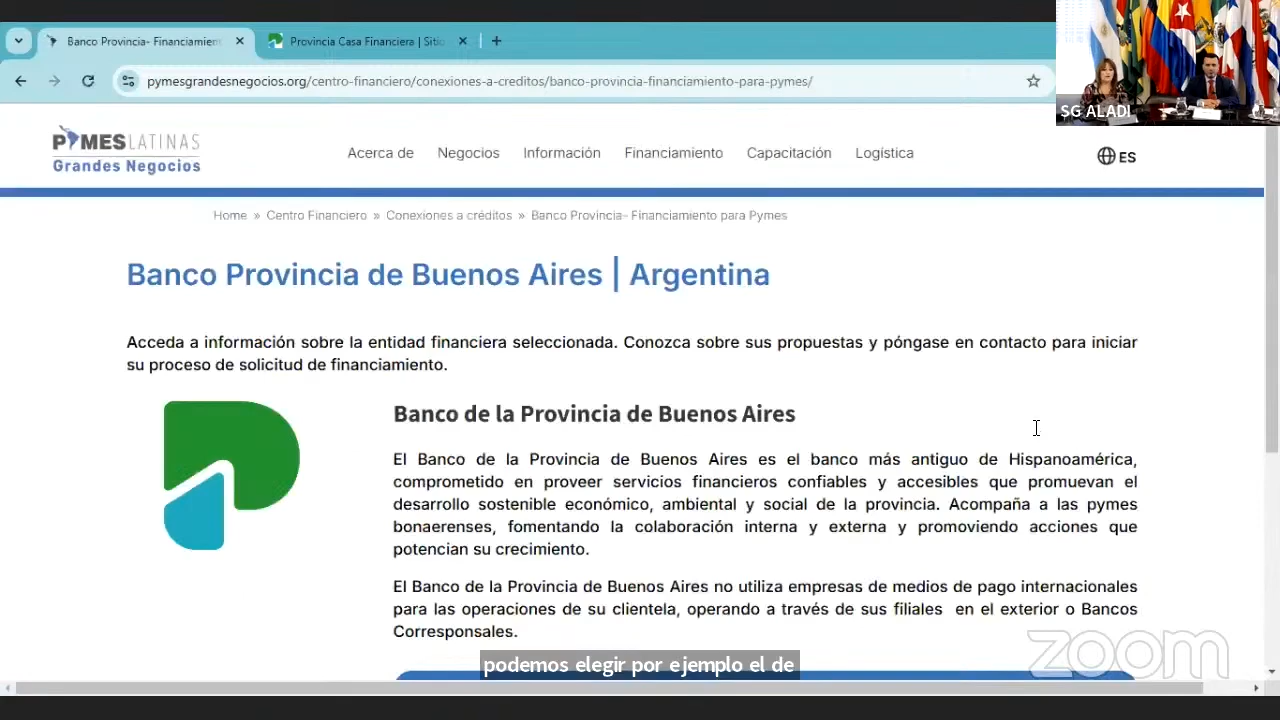 Banco Provincia- Financiamien
Provincia Casa Financiera | Sitio
pymesgrandesnegocios.org/centro-financiero/conexiones-a-creditos/banco-provincia-financiamiento-para-pymes/
SG ALADI
PYMESLATINAS
Grandes Negocios
Acerca de Negocios Información Financiamiento Capacitación Logística
ES
Home » Centro Financiero » Conexiones a créditos » Banco Provincia- Financiamiento para Pymes
Banco Provincia de Buenos Aires | Argentina
Acceda a información sobre la entidad financiera seleccionada. Conozca sobre sus propuestas y póngase en contacto para iniciar
su proceso de solicitud de financiamiento.
Banco de la Provincia de Buenos Aires
El Banco de la Provincia de Buenos Aires es el banco más antiguo de Hispanoamérica,
comprometido en proveer servicios financieros confiables y accesibles que promuevan el
desarrollo sostenible económico, ambiental y social de la provincia. Acompaña a las pymes
bonaerenses, fomentando la colaboración interna y externa y promoviendo acciones que
potencian su crecimiento.
El Banco de la Provincia de Buenos Aires no utiliza empresas de medios de pago internacionales
para las operaciones de su clientela, operando a través de sus filiales en el exterior o Bancos
Corresponsales.
zoom
podemos elegir por ejemplo el de